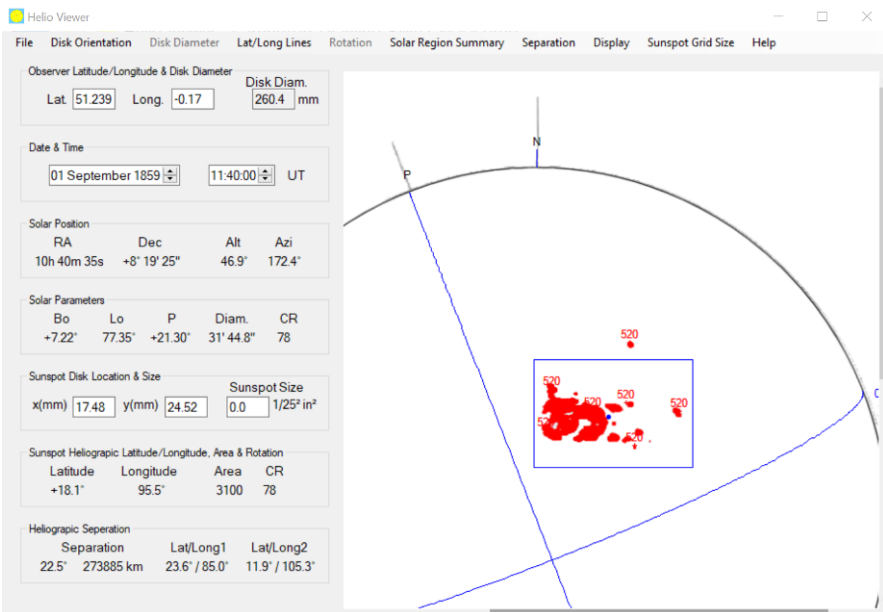 Helio Viewer
File Disk Orientation Disk Diameter Lat/Long Lines Rotation Solar Region Summary Separation Display Sunspot Grid Size Help
Observer Latitude/Longitude & Disk Diameter
Disk Diam.
Lat. 51.239 Long. -0.17 260.4 mm
Date & Time
01 September 1859 11:40:00 UT
Solar Position
RA Dec Alt Azi
10h 40m 35s +8° 19' 25" 46.9° 172.4°
Solar Parameters
Bo Lo P Diam. CR
+7.22° 77.35° +21.30° 31' 44.8" 78
Sunspot Disk Location & Size
Sunspot Size
x(mm) 17.48 y(mm) 24.52 0.0 1/25² in²
Sunspot Heliograpic Latitude/Longitude, Area & Rotation
Latitude Longitude Area CR
+18.1° 95.5° 3100 78
Heliograpic Seperation
Separation Lat/Long1 Lat/Long2
22.5° 273885 km 23.6° / 85.0° 11.9° / 105.3°
N
P
520
520
520
520
520
520